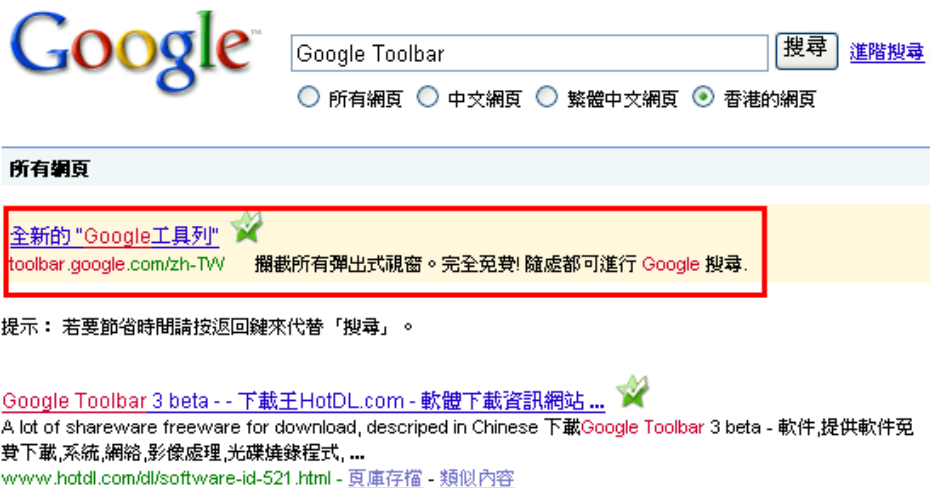 Google™
Google Toolbar 搜尋 進階搜尋
所有網頁 中文網頁 繁體中文網頁 香港的網頁
所有網頁
全新的 "Google工具列"
toolbar.google.com/zh-TW 攔截所有彈出式視窗。完全免費! 隨處都可進行 Google 搜尋.
提示： 若要節省時間請按返回鍵來代替「搜尋」。
Google Toolbar 3 beta - - 下載王HotDL.com - 軟體下載資訊網站 ...
A lot of shareware freeware for download, descriped in Chinese 下載Google Toolbar 3 beta - 軟件,提供軟件免
費下載,系統,網絡,影像處理,光碟燒錄程式, ...
www.hotdl.com/dl/software-id-521.html - 頁庫存檔 - 類似內容